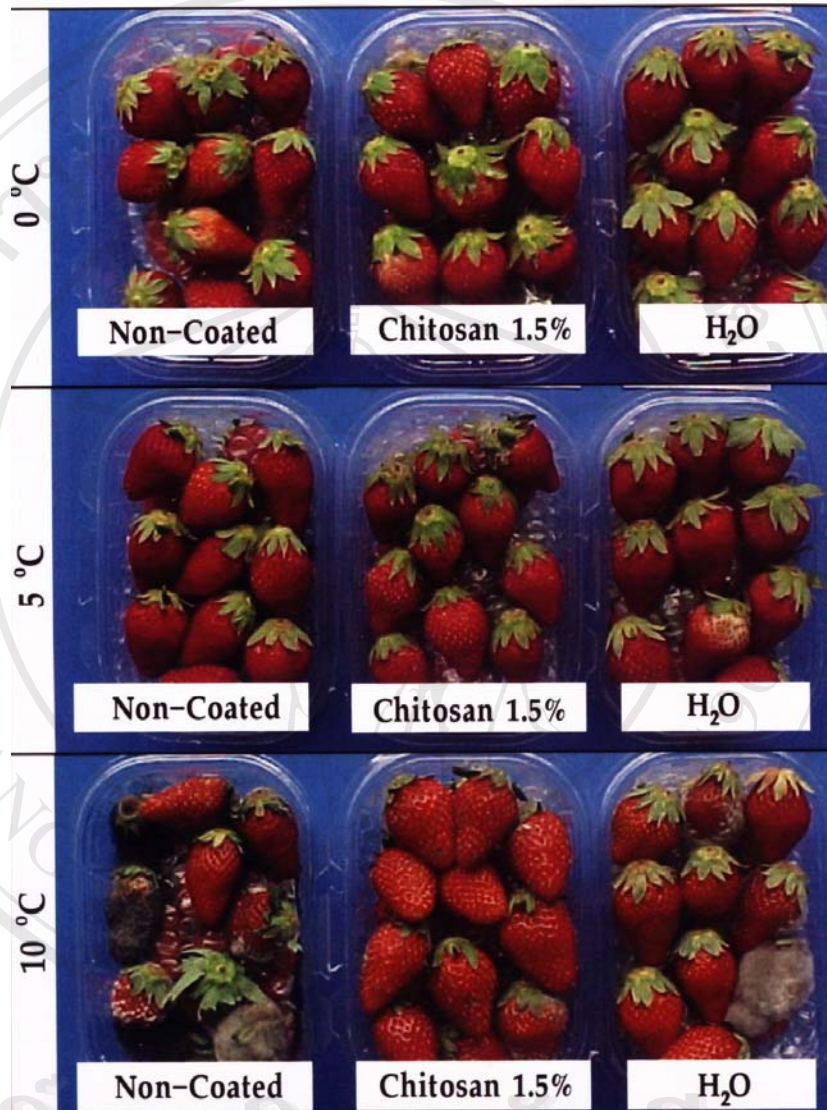 0 °C
Non-Coated
Chitosan 1.5%
H₂O
5 °C
Non-Coated
Chitosan 1.5%
H₂O
10 °C
Non-Coated
Chitosan 1.5%
H₂O